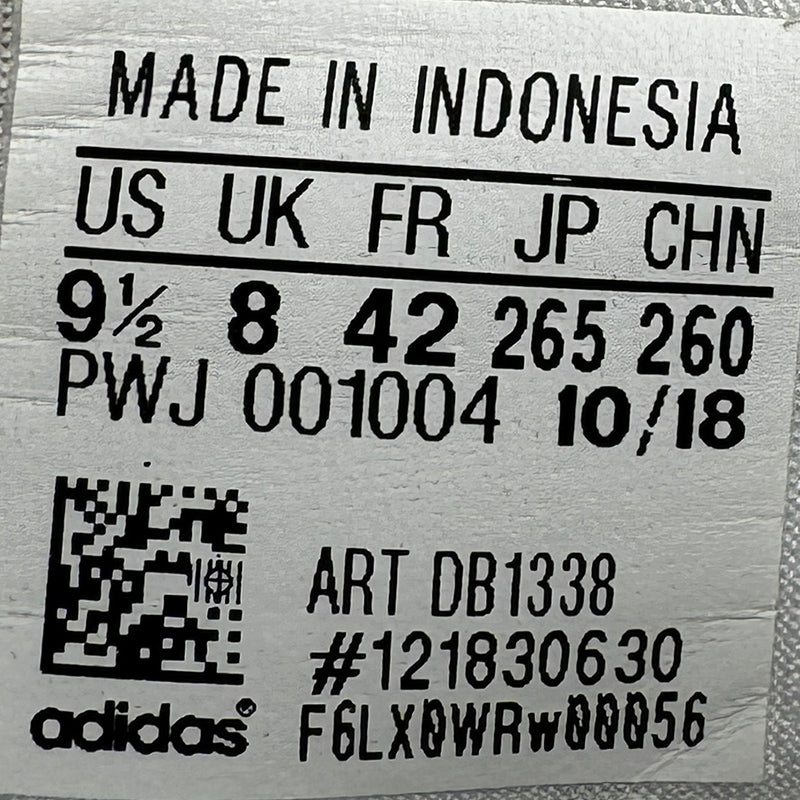 MADE IN INDONESIA
US UK FR JP CHN
9½ 8 42 265 260
PWJ 001004 10/18
ART DB1338
#121830630
adidas® F6LX0WRw00056